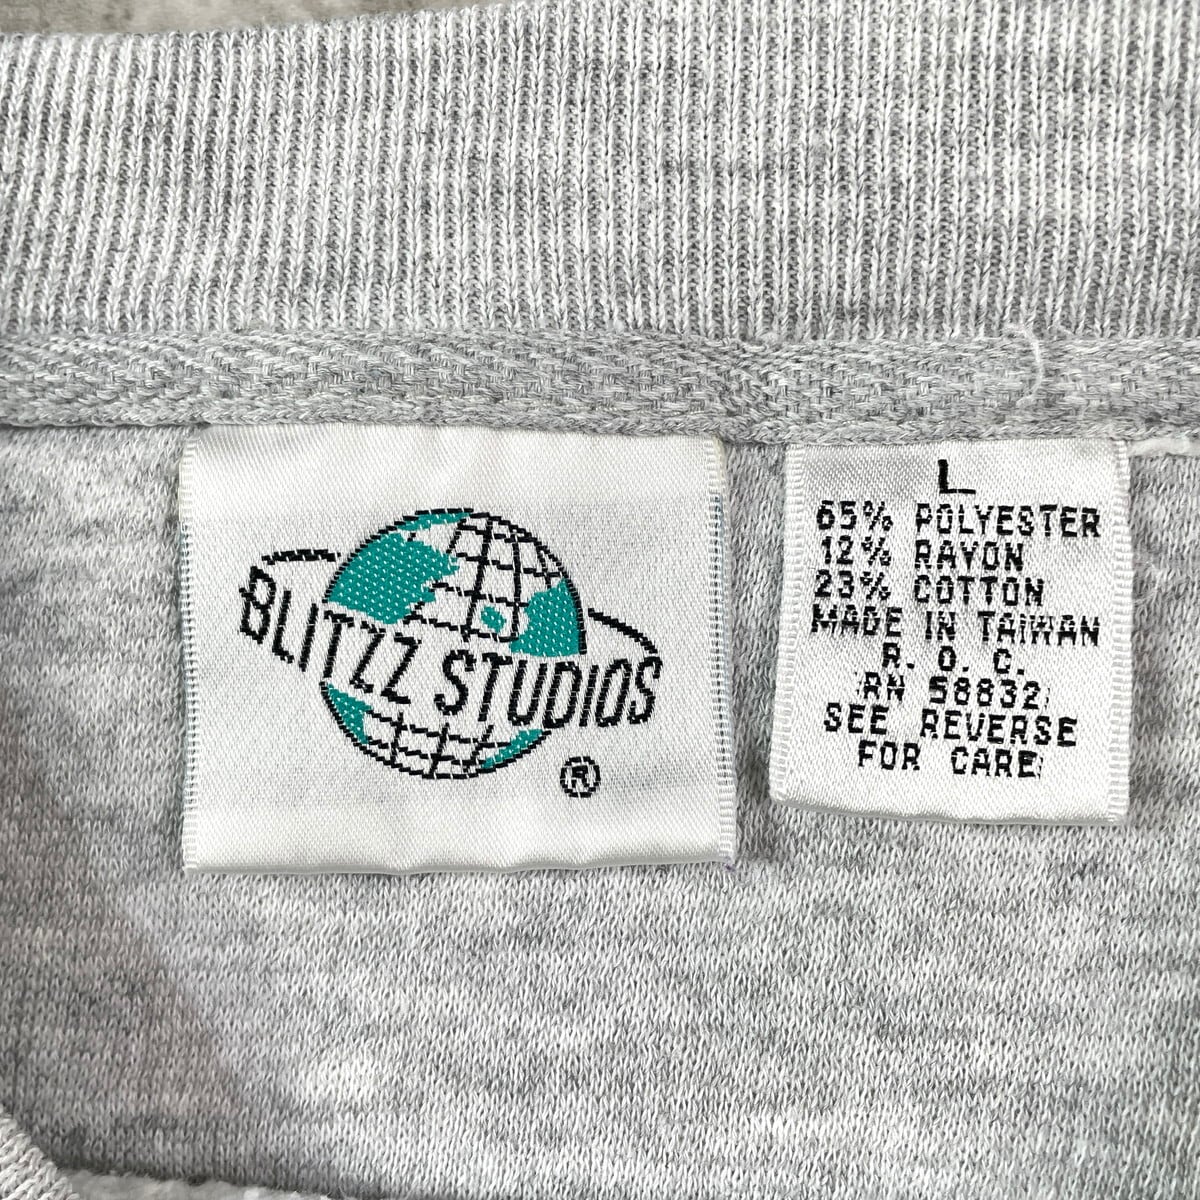 BLITZZ STUDIOS
®
L
65% POLYESTER
12% RAYON
23% COTTON
MADE IN TAIWAN
R. O. C.
RN 58832
SEE REVERSE
FOR CARE